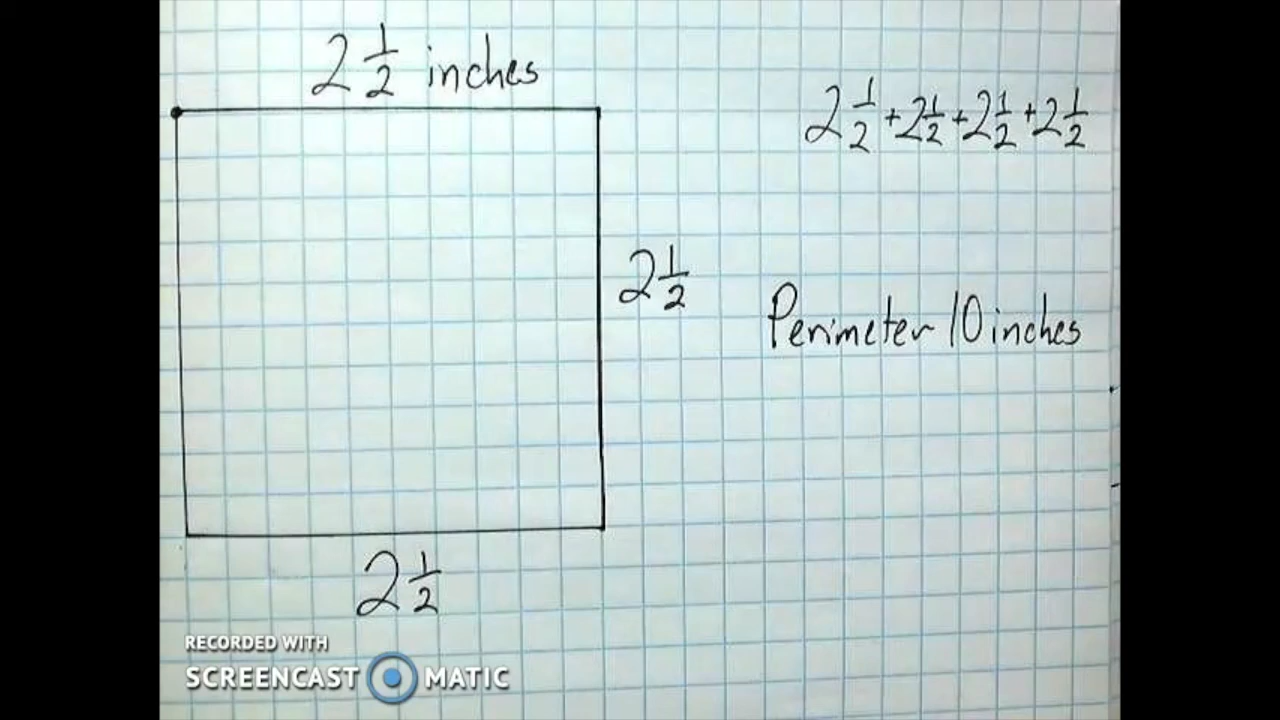 2 1/2 inches
2 1/2 + 2 1/2 + 2 1/2 + 2 1/2
2 1/2
Perimeter 10 inches
2 1/2
RECORDED WITH
SCREENCAST MATIC